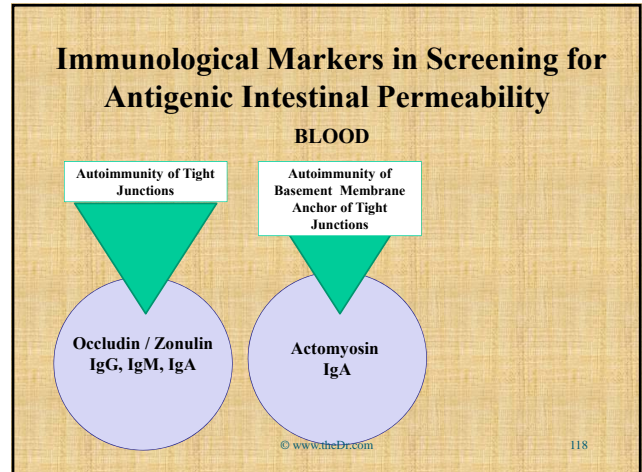 Immunological Markers in Screening for
Antigenic Intestinal Permeability
BLOOD
Autoimmunity of Tight
Junctions
Autoimmunity of
Basement Membrane
Anchor of Tight
Junctions
Occludin / Zonulin
IgG, IgM, IgA
Actomyosin
IgA
© www.theDr.com
118